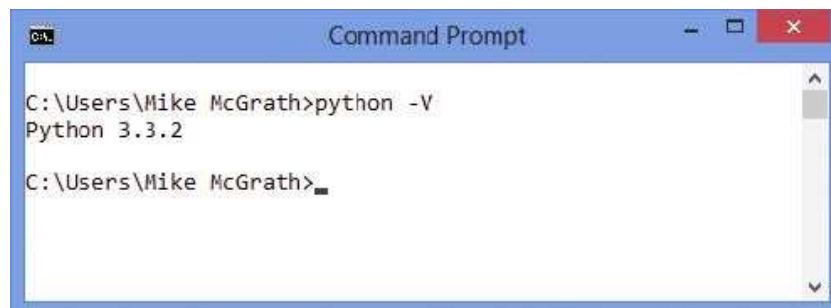 C:\.
Command Prompt
C:\Users\Mike McGrath>python -V
Python 3.3.2
C:\Users\Mike McGrath>_